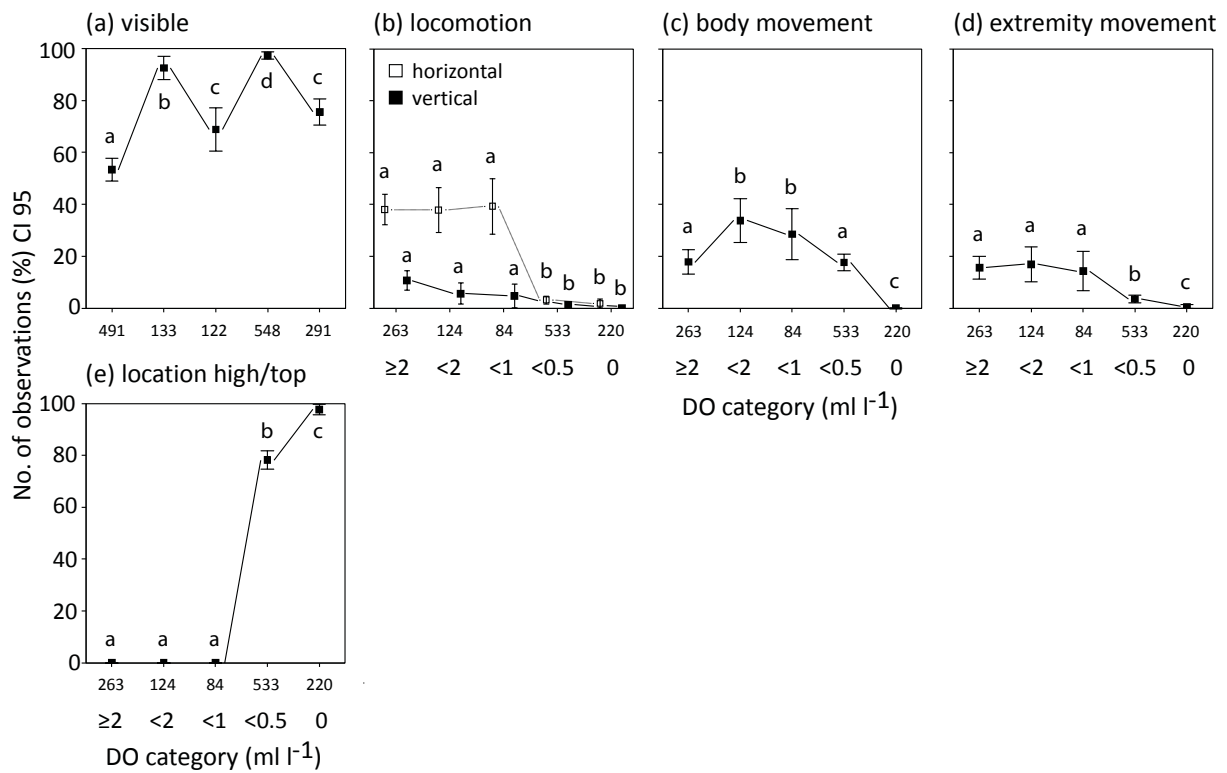 (a) visible
(b) locomotion
(c) body movement
(d) extremity movement
No. of observations (%) CI 95
100
80
60
40
20
0
a
b
c
d
c
491 133 122 548 291
horizontal
vertical
a a a b b
a a a b b
263 124 84 533 220
≥2 <2 <1 <0.5 0
a b b a c
263 124 84 533 220
≥2 <2 <1 <0.5 0
DO category (ml l-1)
a a a b c
263 124 84 533 220
≥2 <2 <1 <0.5 0
(e) location high/top
100
80
60
40
20
0
a a a b c
263 124 84 533 220
≥2 <2 <1 <0.5 0
DO category (ml l-1)